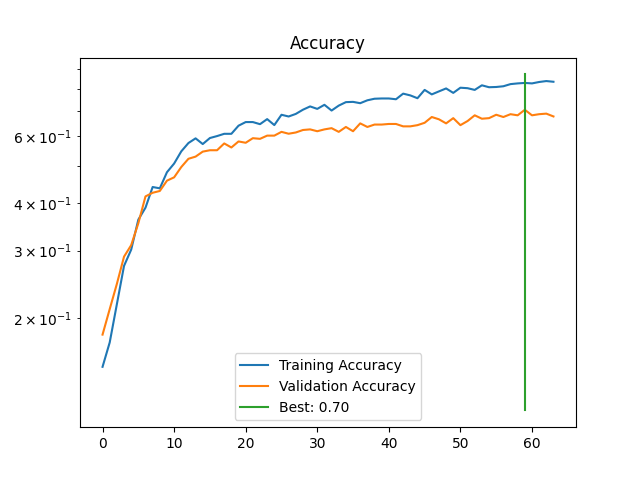 Accuracy
6 × 10⁻¹
4 × 10⁻¹
3 × 10⁻¹
2 × 10⁻¹
Training Accuracy
Validation Accuracy
Best: 0.70
0 10 20 30 40 50 60